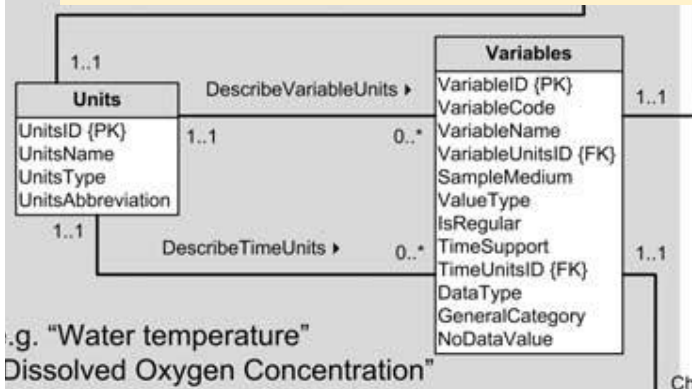 1..1
Units
UnitsID {PK}
UnitsName
UnitsType
UnitsAbbreviation
DescribeVariableUnits
1..1
0..*
1..1
DescribeTimeUnits
0..*
Variables
VariableID {PK}
VariableCode
VariableName
VariableUnitsID {FK}
SampleMedium
ValueType
IsRegular
TimeSupport
TimeUnitsID {FK}
DataType
GeneralCategory
NoDataValue
1..1
1..1
.g. “Water temperature”
Dissolved Oxygen Concentration”